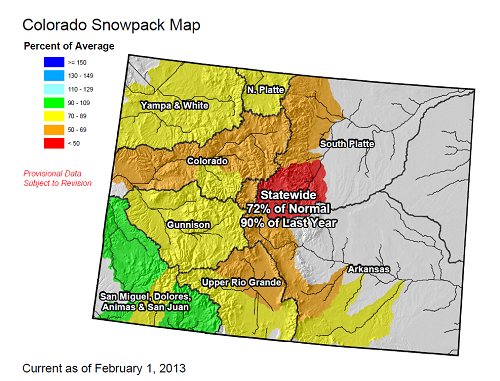 Colorado Snowpack Map
Percent of Average
>= 150
130 - 149
110 - 129
90 - 109
70 - 89
50 - 69
< 50
Provisional Data
Subject to Revision
N. Platte
Yampa & White
South Platte
Colorado
Statewide
72% of Normal
90% of Last Year
Gunnison
Arkansas
Upper Rio Grande
San Miguel, Dolores,
Animas & San Juan
Current as of February 1, 2013